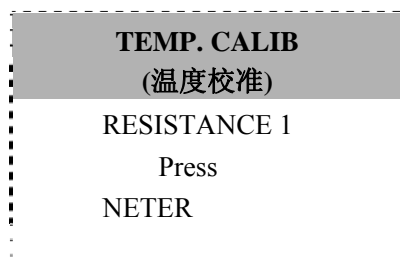 TEMP. CALIB
(温度校准)
RESISTANCE 1
Press
NETER